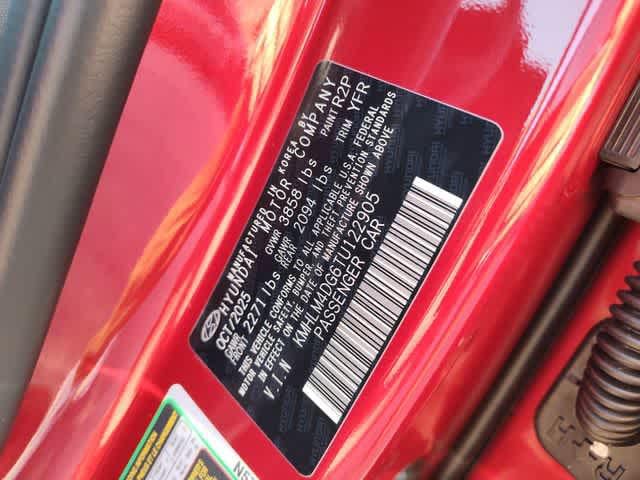 MANUFACTURED IN KOREA BY
HYUNDAI MOTOR COMPANY
OCT/2025 GVWR 3858 lbs PAINT R2P
GAWR FRONT 2271 lbs GAWR REAR 2094 lbs TRIM YFR
THIS VEHICLE CONFORMS TO ALL APPLICABLE U.S.A. FEDERAL
MOTOR VEHICLE SAFETY, BUMPER, AND THEFT PREVENTION STANDARDS
IN EFFECT ON THE DATE OF MANUFACTURE SHOWN ABOVE
V.I.N KMHLM4DG6TU122905
PASSENGER CAR